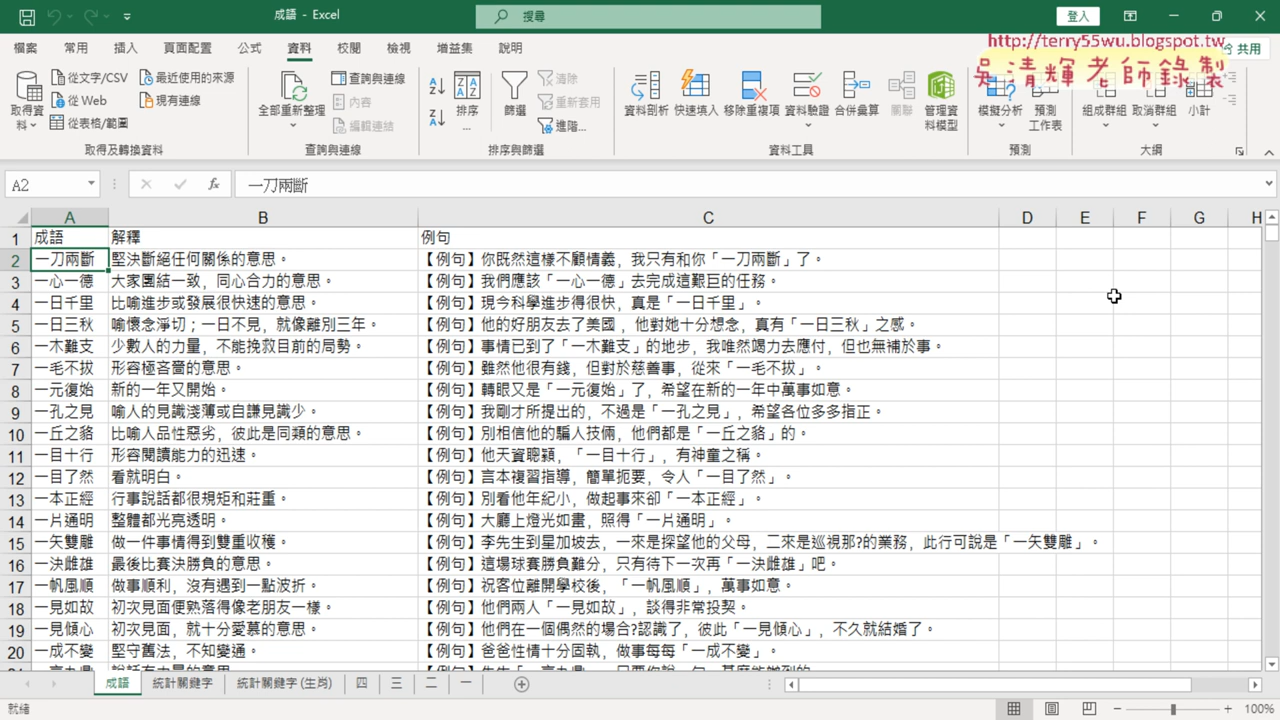 成語 - Excel
搜尋
登入
檔案 常用 插入 頁面配置 公式 資料 校閱 檢視 增益集 說明
共用
http://terry55wu.blogspot.tw
吳清輝老師錄製
取得資料 從文字/CSV 從 Web 從表格/範圍 最近使用的來源 現有連線
全部重新整理 查詢與連線 內容 編輯連結
排序... 篩選 清除 重新套用 進階...
資料剖析 快速填入 移除重複項 資料驗證 合併彙算 關聯 管理資料模型
模擬分析 預測工作表 組成群組 取消群組 小計
取得及轉換資料 查詢與連線 排序與篩選 資料工具 預測 大綱
A2 fx 一刀兩斷
A B C D E F G H
1 成語 解釋 例句
2 一刀兩斷 堅決斷絕任何關係的意思。 【例句】你既然這樣不顧情義，我只有和你「一刀兩斷」了。
3 一心一德 大家團結一致，同心合力的意思。 【例句】我們應該「一心一德」去完成這艱巨的任務。
4 一日千里 比喻進步或發展很快速的意思。 【例句】現今科學進步得很快，真是「一日千里」。
5 一日三秋 喻懷念淨切；一日不見，就像離別三年。 【例句】他的好朋友去了美國，他對她十分想念，真有「一日三秋」之感。
6 一木難支 少數人的力量，不能挽救目前的局勢。 【例句】事情已到了「一木難支」的地步，我唯然竭力去應付，但也無補於事。
7 一毛不拔 形容極吝嗇的意思。 【例句】雖然他很有錢，但對於慈善事，從來「一毛不拔」。
8 一元復始 新的一年又開始。 【例句】轉眼又是「一元復始」了，希望在新的一年中萬事如意。
9 一孔之見 喻人的見識淺薄或自謙見識少。 【例句】我剛才所提出的，不過是「一孔之見」，希望各位多多指正。
10 一丘之貉 比喻人品性惡劣，彼此是同類的意思。 【例句】別相信他的騙人技倆，他們都是「一丘之貉」的。
11 一目十行 形容閱讀能力的迅速。 【例句】他天資聰穎，「一目十行」，有神童之稱。
12 一目了然 看就明白。 【例句】言本複習指導，簡單扼要，令人「一目了然」。
13 一本正經 行事說話都很規矩和莊重。 【例句】別看他年紀小，做起事來卻「一本正經」。
14 一片通明 整體都光亮透明。 【例句】大廳上燈光如晝，照得「一片通明」。
15 一矢雙雕 做一件事情得到雙重收穫。 【例句】李先生到星加坡去，一來是探望他的父母，二來是巡視那?的業務，此行可說是「一矢雙雕」。
16 一決雌雄 最後比賽決勝負的意思。 【例句】這場球賽勝負難分，只有待下一次再「一決雌雄」吧。
17 一帆風順 做事順利，沒有遇到一點波折。 【例句】祝客位離開學校後，「一帆風順」，萬事如意。
18 一見如故 初次見面便熟落得像老朋友一樣。 【例句】他們兩人「一見如故」，談得非常投契。
19 一見傾心 初次見面，就十分愛慕的意思。 【例句】他們在一個偶然的場合?認識了，彼此「一見傾心」，不久就結婚了。
20 一成不變 堅守舊法，不知變通。 【例句】爸爸性情十分固執，做事每每「一成不變」。
成語 統計關鍵字 統計關鍵字 (生肖) 四 三 二 一
就緒 100%